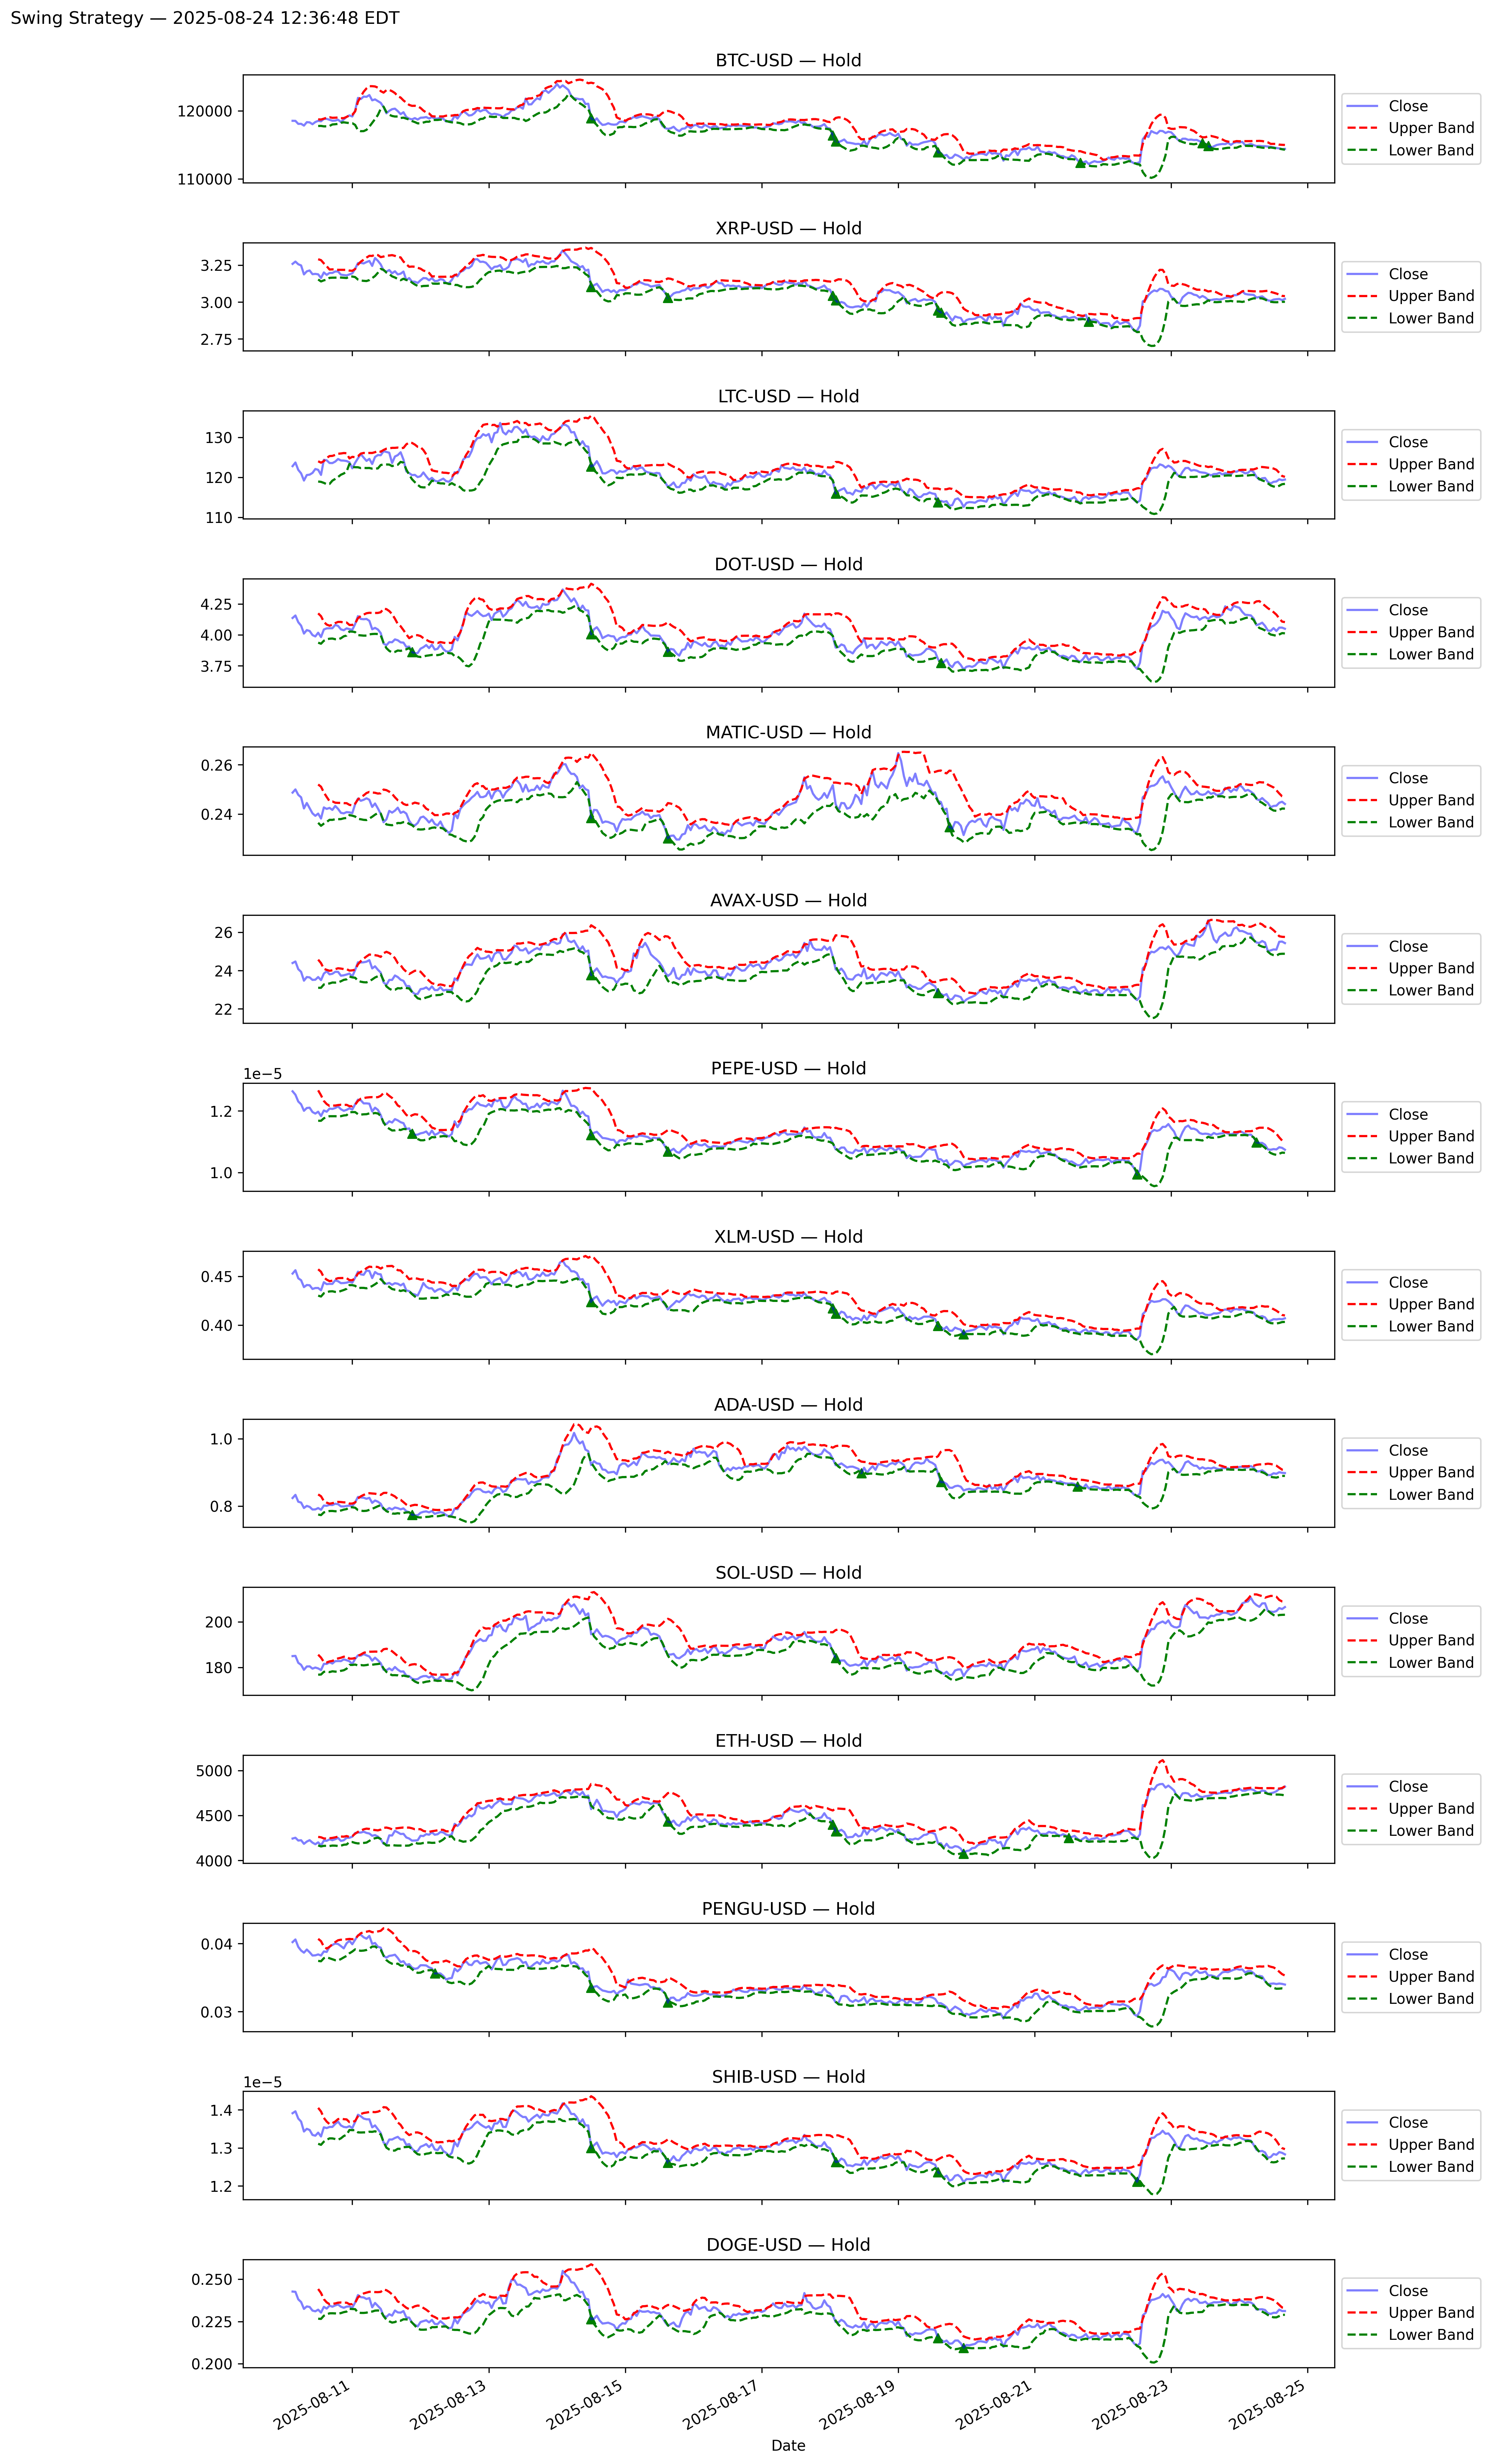 Swing Strategy — 2025-08-24 12:36:48 EDT
BTC-USD — Hold
120000
110000
Close
Upper Band
Lower Band
XRP-USD — Hold
3.25
3.00
2.75
Close
Upper Band
Lower Band
LTC-USD — Hold
130
120
110
Close
Upper Band
Lower Band
DOT-USD — Hold
4.25
4.00
3.75
Close
Upper Band
Lower Band
MATIC-USD — Hold
0.26
0.24
Close
Upper Band
Lower Band
AVAX-USD — Hold
26
24
22
Close
Upper Band
Lower Band
PEPE-USD — Hold
1e−5
1.2
1.0
Close
Upper Band
Lower Band
XLM-USD — Hold
0.45
0.40
Close
Upper Band
Lower Band
ADA-USD — Hold
1.0
0.8
Close
Upper Band
Lower Band
SOL-USD — Hold
200
180
Close
Upper Band
Lower Band
ETH-USD — Hold
5000
4500
4000
Close
Upper Band
Lower Band
PENGU-USD — Hold
0.04
0.03
Close
Upper Band
Lower Band
SHIB-USD — Hold
1e−5
1.4
1.3
1.2
Close
Upper Band
Lower Band
DOGE-USD — Hold
0.250
0.225
0.200
Close
Upper Band
Lower Band
2025-08-11
2025-08-13
2025-08-15
2025-08-17
2025-08-19
2025-08-21
2025-08-23
2025-08-25
Date